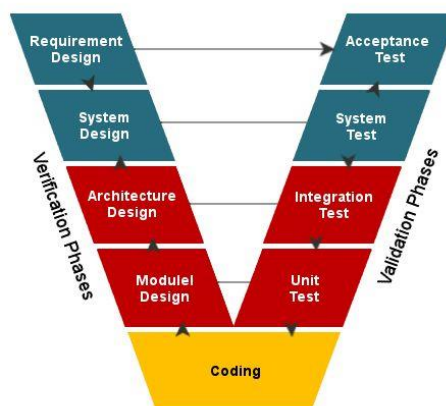 Requirement
Design
Acceptance
Test
System
Design
System
Test
Architecture
Design
Integration
Test
Modulel
Design
Unit
Test
Coding
Verification Phases
Validation Phases